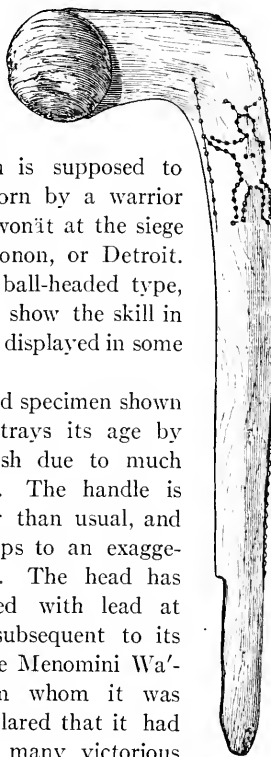 n is supposed to
orn by a warrior
won'it at the siege
onon, or Detroit.
ball-headed type,
show the skill in
displayed in some
d specimen shown
trays its age by
sh due to much
. The handle is
r than usual, and
ps to an exagge-
. The head has
ed with lead at
subsequent to its
e Menomini Wa'-
m whom it was
lared that it had
many victorious